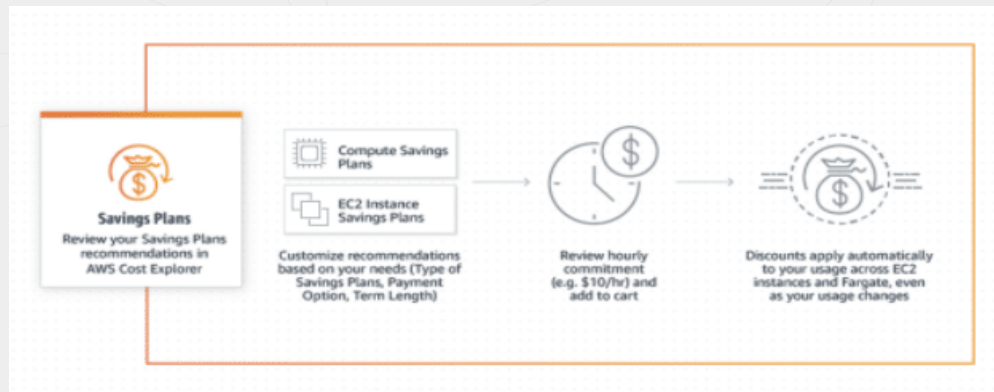 Savings Plans
Review your Savings Plans
recommendations in
AWS Cost Explorer
Compute Savings
Plans
EC2 Instance
Savings Plans
Customize recommendations
based on your needs (Type of
Savings Plans, Payment
Option, Term Length)
$
Review hourly
commitment
(e.g. $10/hr) and
add to cart
$
Discounts apply automatically
to your usage across EC2
instances and Fargate, even
as your usage changes